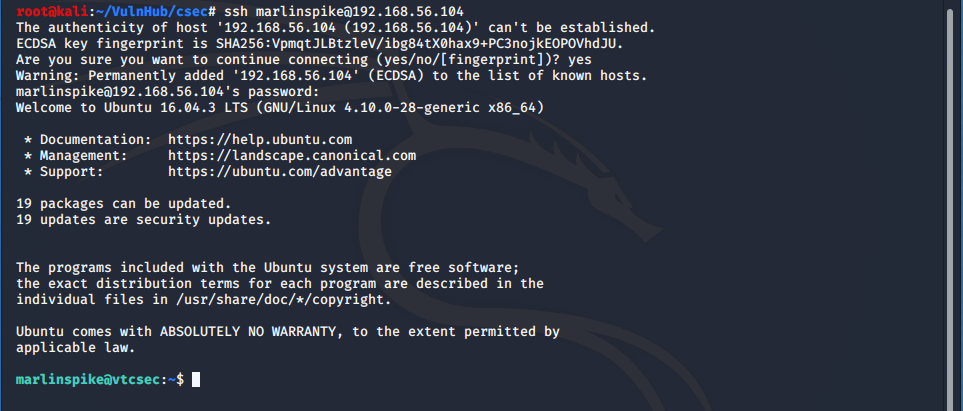 root@kali:~/VulnHub/csec# ssh marlinspike@192.168.56.104
The authenticity of host '192.168.56.104 (192.168.56.104)' can't be established.
ECDSA key fingerprint is SHA256:VpmqtJLBtzleV/ibg84tX0hax9+PC3nojkEOPOVhdJU.
Are you sure you want to continue connecting (yes/no/[fingerprint])? yes
Warning: Permanently added '192.168.56.104' (ECDSA) to the list of known hosts.
marlinspike@192.168.56.104's password:
Welcome to Ubuntu 16.04.3 LTS (GNU/Linux 4.10.0-28-generic x86_64)
* Documentation:  https://help.ubuntu.com
* Management:     https://landscape.canonical.com
* Support:        https://ubuntu.com/advantage
19 packages can be updated.
19 updates are security updates.
The programs included with the Ubuntu system are free software;
the exact distribution terms for each program are described in the
individual files in /usr/share/doc/*/copyright.
Ubuntu comes with ABSOLUTELY NO WARRANTY, to the extent permitted by
applicable law.
marlinspike@vtcsec:~$